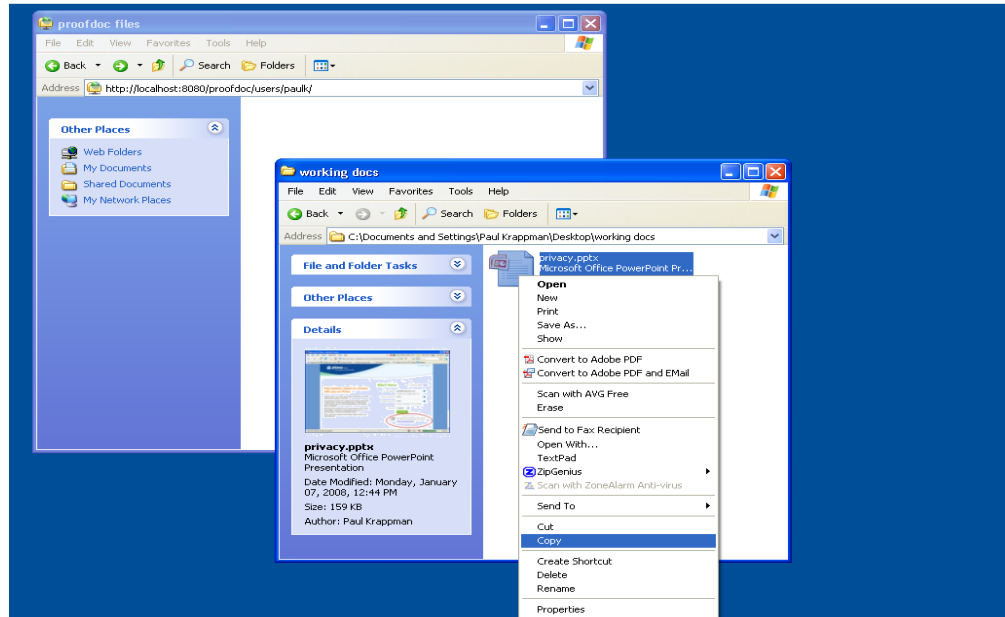 proofdoc files
File Edit View Favorites Tools Help
Back Search Folders
Address http://localhost:8080/proofdoc/users/paulk/
Other Places
Web Folders
My Documents
Shared Documents
My Network Places
working docs
File Edit View Favorites Tools Help
Back Search Folders
Address C:\Documents and Settings\Paul Krappman\Desktop\working docs
File and Folder Tasks
Other Places
Details
privacy.pptx
Microsoft Office PowerPoint
Presentation
Date Modified: Monday, January
07, 2008, 12:44 PM
Size: 159 KB
Author: Paul Krappman
privacy.pptx
Microsoft Office PowerPoint Pr...
Open
New
Print
Save As...
Show
Convert to Adobe PDF
Convert to Adobe PDF and EMail
Scan with AVG Free
Erase
Send to Fax Recipient
Open With...
TextPad
ZipGenius
Scan with ZoneAlarm Anti-virus
Send To
Cut
Copy
Create Shortcut
Delete
Rename
Properties